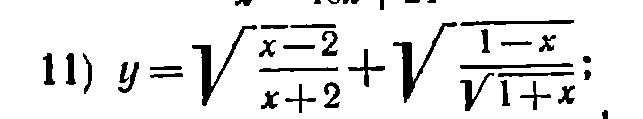 11) y = √((x−2)/(x+2)) + √((1−x)/√(1+x));